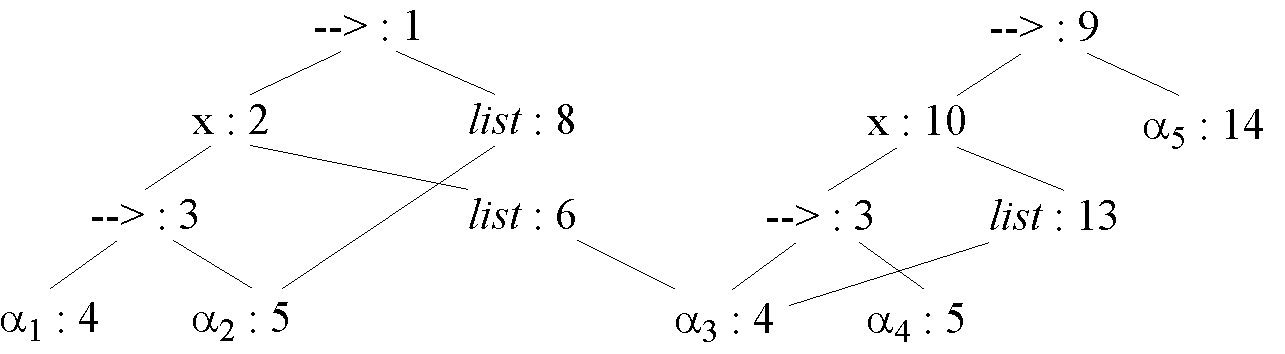 --> : 1 --> : 9
x : 2 list : 8 x : 10 α5 : 14
--> : 3 list : 6 --> : 3 list : 13
α1 : 4 α2 : 5 α3 : 4 α4 : 5